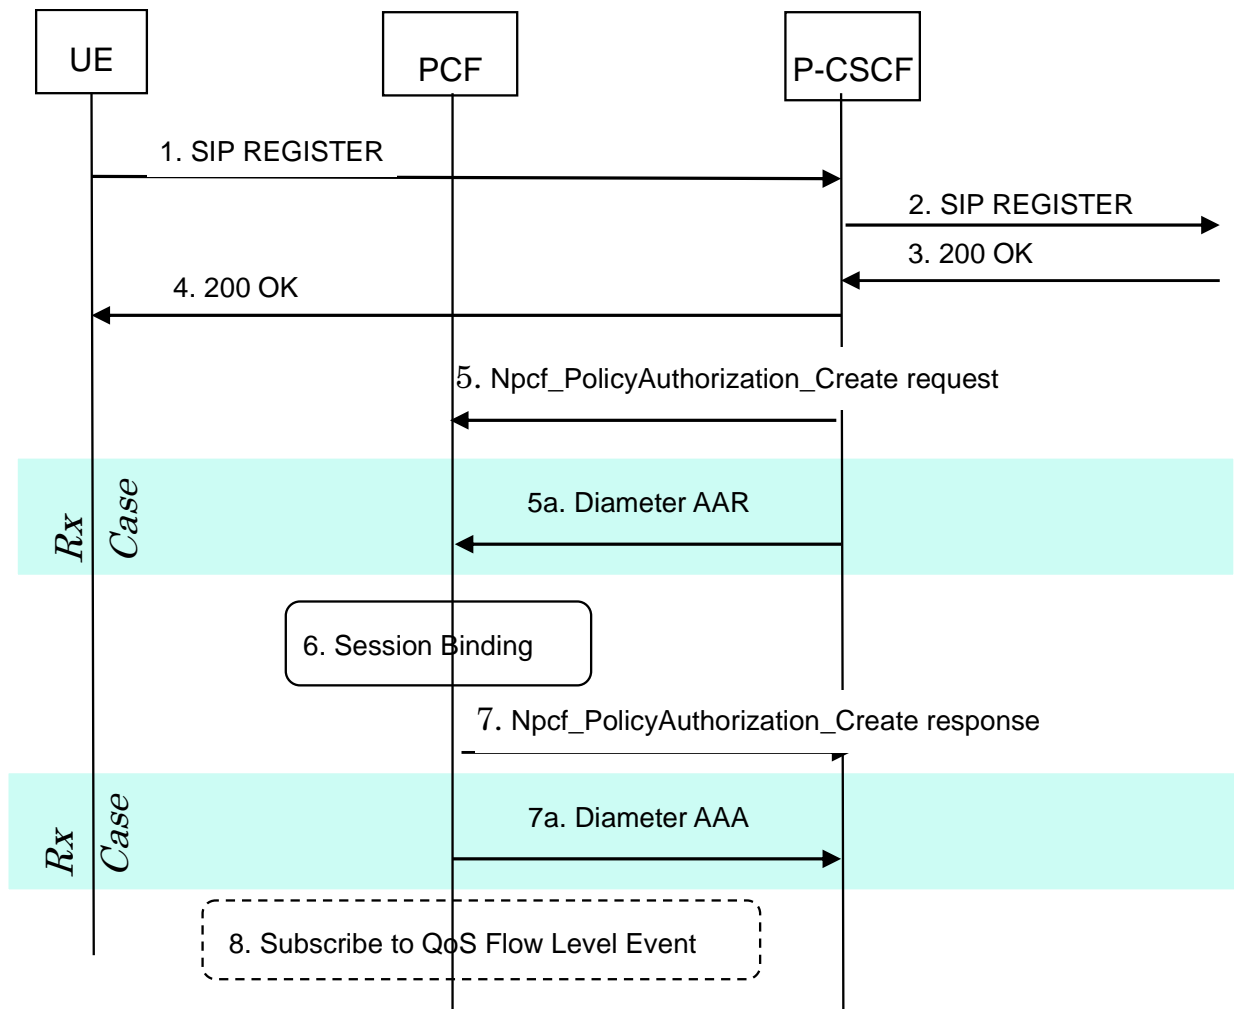 UE
PCF
P-CSCF
1. SIP REGISTER
2. SIP REGISTER
3. 200 OK
4. 200 OK
5. Npcf_PolicyAuthorization_Create request
Rx
Case
5a. Diameter AAR
6. Session Binding
7. Npcf_PolicyAuthorization_Create response
Rx
Case
7a. Diameter AAA
8. Subscribe to QoS Flow Level Event